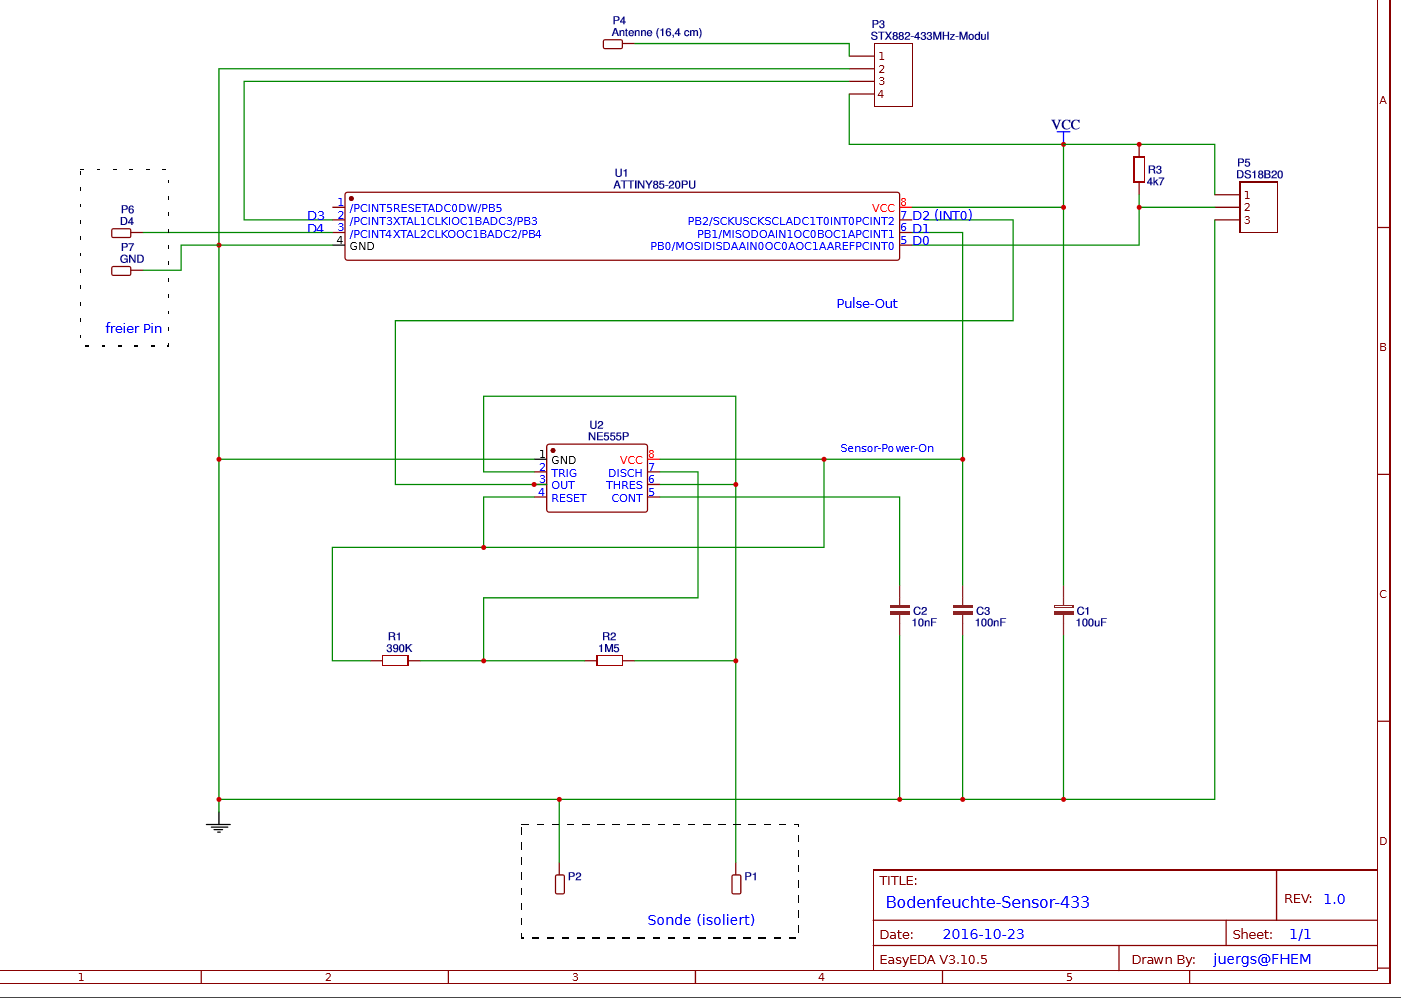 P4
Antenne (16,4 cm)
P3
STX882-433MHz-Modul
1
2
3
4
A
VCC
R3
4k7
P5
DS18B20
1
2
3
U1
ATTINY85-20PU
1 /PCINT5RESETADC0DW/PB5
D3 2 /PCINT3XTAL1CLKIOC1BADC3/PB3
D4 3 /PCINT4XTAL2CLKOOC1BADC2/PB4
4 GND
VCC 8
PB2/SCKUSCKSCLADC1T0INT0PCINT2 7 D2 (INT0)
PB1/MISODOAIN1OC0BOC1APCINT1 6 D1
PB0/MOSIDISDAAIN0OC0AOC1AAREFPCINT0 5 D0
P6
D4
P7
GND
freier Pin
Pulse-Out
B
U2
NE555P
1 GND VCC 8
2 TRIG DISCH 7
3 OUT THRES 6
4 RESET CONT 5
Sensor-Power-On
C
C2
10nF
C3
100nF
C1
100uF
R1
390K
R2
1M5
P2
P1
Sonde (isoliert)
D
TITLE:
Bodenfeuchte-Sensor-433
REV: 1.0
Date: 2016-10-23
Sheet: 1/1
EasyEDA V3.10.5
Drawn By: juergs@FHEM
1 2 3 4 5